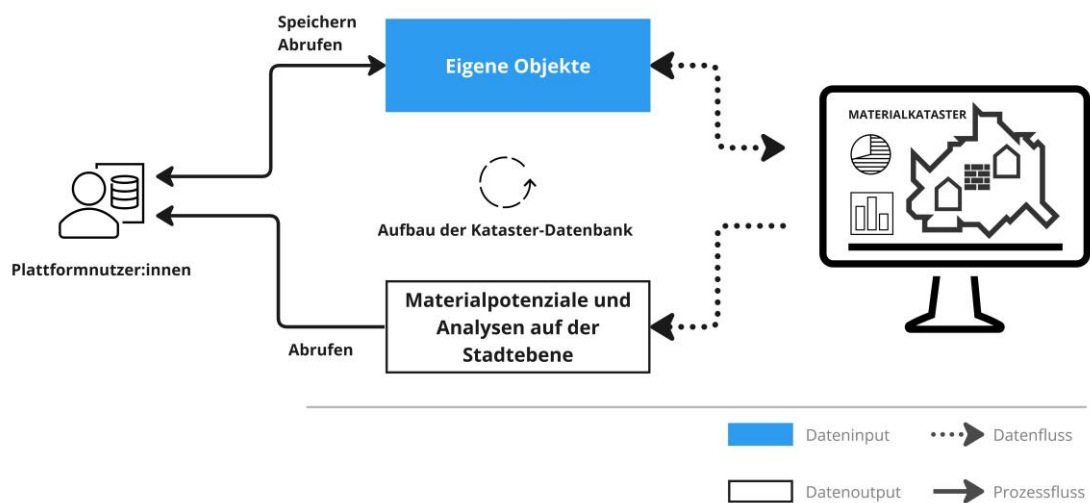 Speichern
Abrufen
Eigene Objekte
MATERIALKATASTER
Aufbau der Kataster-Datenbank
Plattformnutzer:innen
Materialpotenziale und
Analysen auf der
Stadtebene
Abrufen
Dateninput
Datenfluss
Datenoutput
Prozessfluss